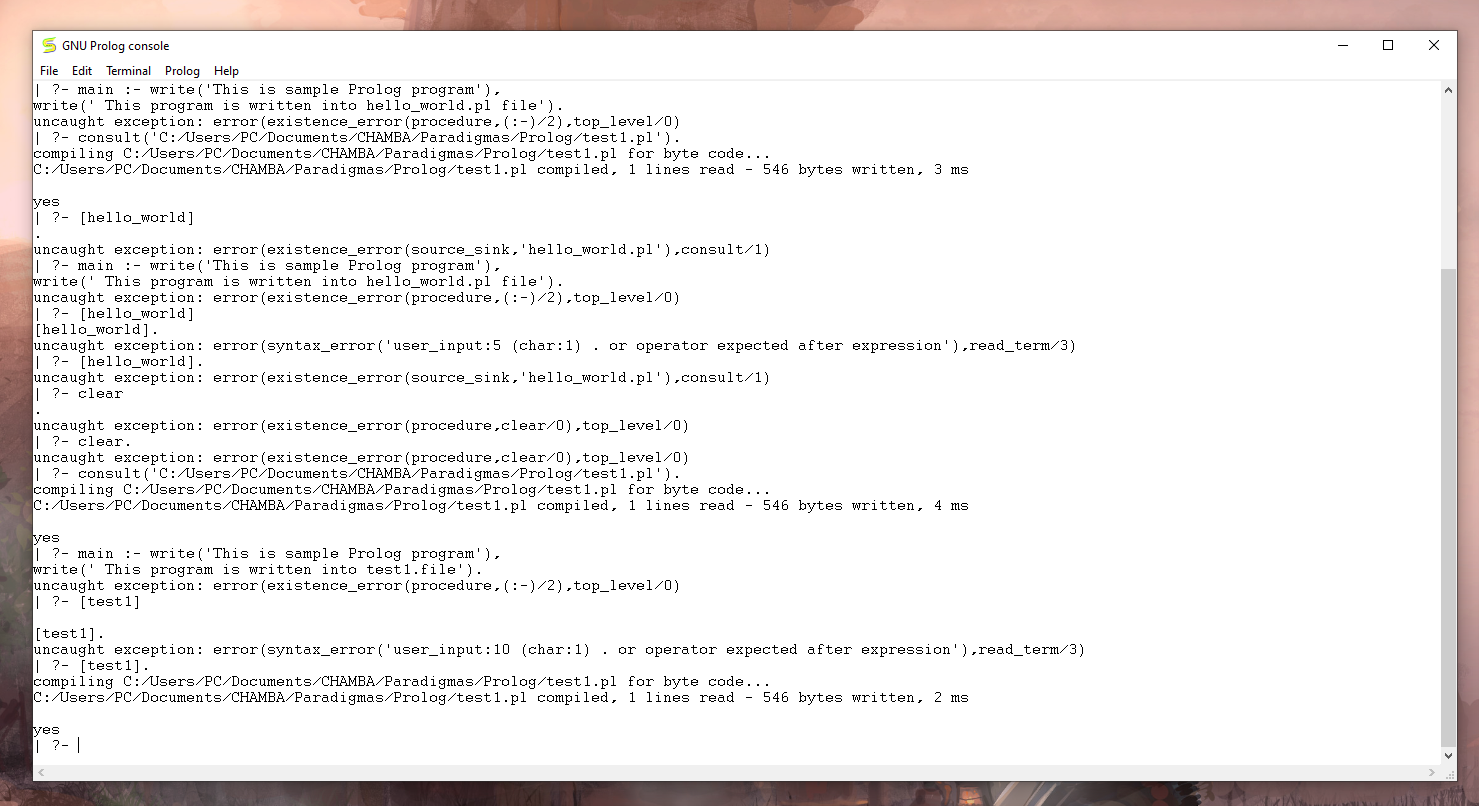 GNU Prolog console
File Edit Terminal Prolog Help
| ?- main :- write('This is sample Prolog program'),
write(' This program is written into hello_world.pl file').
uncaught exception: error(existence_error(procedure,(:-)/2),top_level/0)
| ?- consult('C:/Users/PC/Documents/CHAMBA/Paradigmas/Prolog/test1.pl').
compiling C:/Users/PC/Documents/CHAMBA/Paradigmas/Prolog/test1.pl for byte code...
C:/Users/PC/Documents/CHAMBA/Paradigmas/Prolog/test1.pl compiled, 1 lines read - 546 bytes written, 3 ms
yes
| ?- [hello_world]
.
uncaught exception: error(existence_error(source_sink,'hello_world.pl'),consult/1)
| ?- main :- write('This is sample Prolog program'),
write(' This program is written into hello_world.pl file').
uncaught exception: error(existence_error(procedure,(:-)/2),top_level/0)
| ?- [hello_world]
[hello_world].
uncaught exception: error(syntax_error('user_input:5 (char:1) . or operator expected after expression'),read_term/3)
| ?- [hello_world].
uncaught exception: error(existence_error(source_sink,'hello_world.pl'),consult/1)
| ?- clear
.
uncaught exception: error(existence_error(procedure,clear/0),top_level/0)
| ?- clear.
uncaught exception: error(existence_error(procedure,clear/0),top_level/0)
| ?- consult('C:/Users/PC/Documents/CHAMBA/Paradigmas/Prolog/test1.pl').
compiling C:/Users/PC/Documents/CHAMBA/Paradigmas/Prolog/test1.pl for byte code...
C:/Users/PC/Documents/CHAMBA/Paradigmas/Prolog/test1.pl compiled, 1 lines read - 546 bytes written, 4 ms
yes
| ?- main :- write('This is sample Prolog program'),
write(' This program is written into test1.file').
uncaught exception: error(existence_error(procedure,(:-)/2),top_level/0)
| ?- [test1]
[test1].
uncaught exception: error(syntax_error('user_input:10 (char:1) . or operator expected after expression'),read_term/3)
| ?- [test1].
compiling C:/Users/PC/Documents/CHAMBA/Paradigmas/Prolog/test1.pl for byte code...
C:/Users/PC/Documents/CHAMBA/Paradigmas/Prolog/test1.pl compiled, 1 lines read - 546 bytes written, 2 ms
yes
| ?-